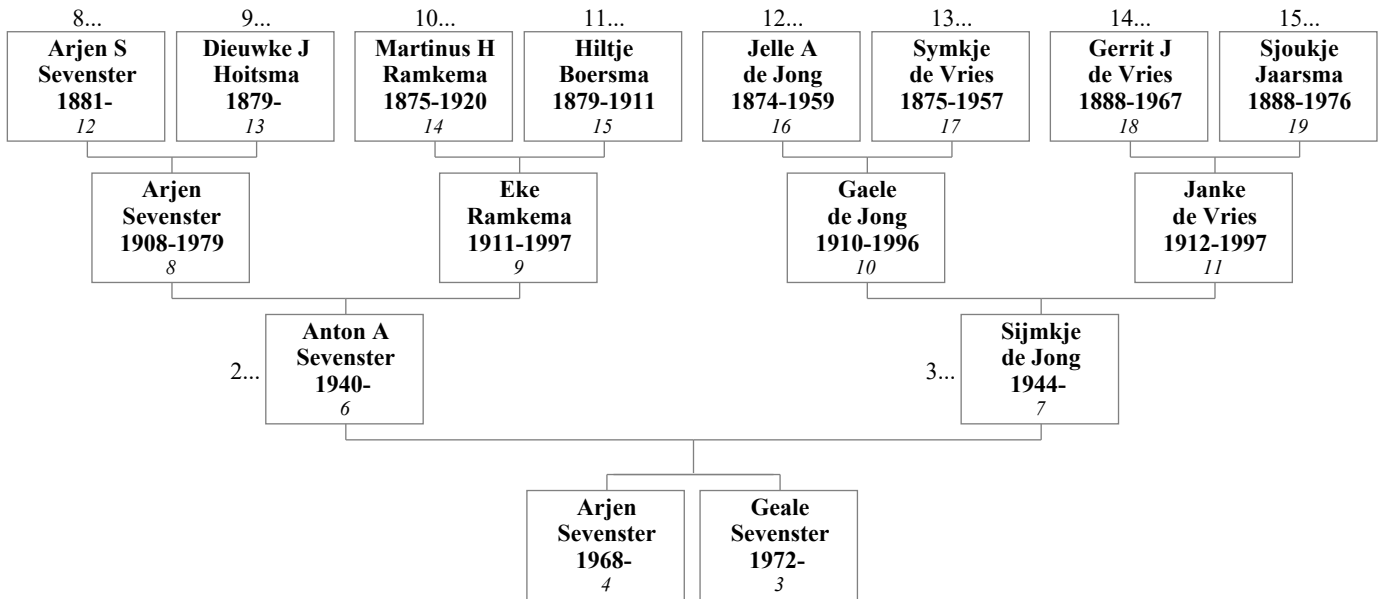 8... 9... 10... 11... 12... 13... 14... 15...
Arjen S
Sevenster
1881-
12
Dieuwke J
Hoitsma
1879-
13
Martinus H
Ramkema
1875-1920
14
Hiltje
Boersma
1879-1911
15
Jelle A
de Jong
1874-1959
16
Symkje
de Vries
1875-1957
17
Gerrit J
de Vries
1888-1967
18
Sjoukje
Jaarsma
1888-1976
19
Arjen
Sevenster
1908-1979
8
Eke
Ramkema
1911-1997
9
Gaele
de Jong
1910-1996
10
Janke
de Vries
1912-1997
11
2...
Anton A
Sevenster
1940-
6
3...
Sijmkje
de Jong
1944-
7
Arjen
Sevenster
1968-
4
Geale
Sevenster
1972-
3